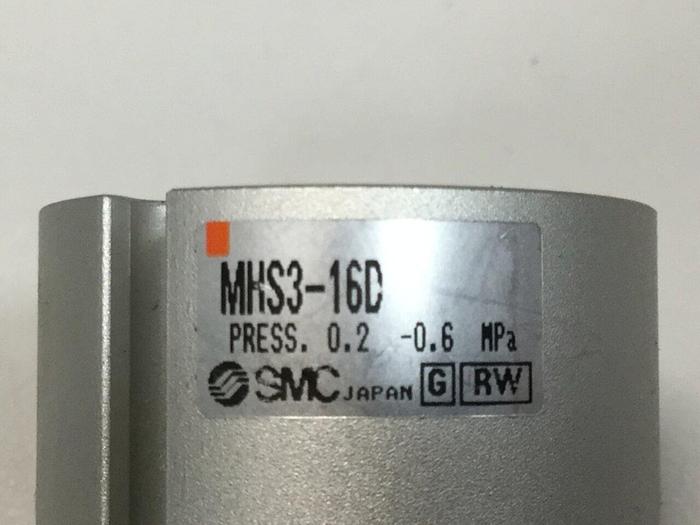 MHS3-16D
PRESS. 0.2 -0.6 MPa
SMC JAPAN G RW